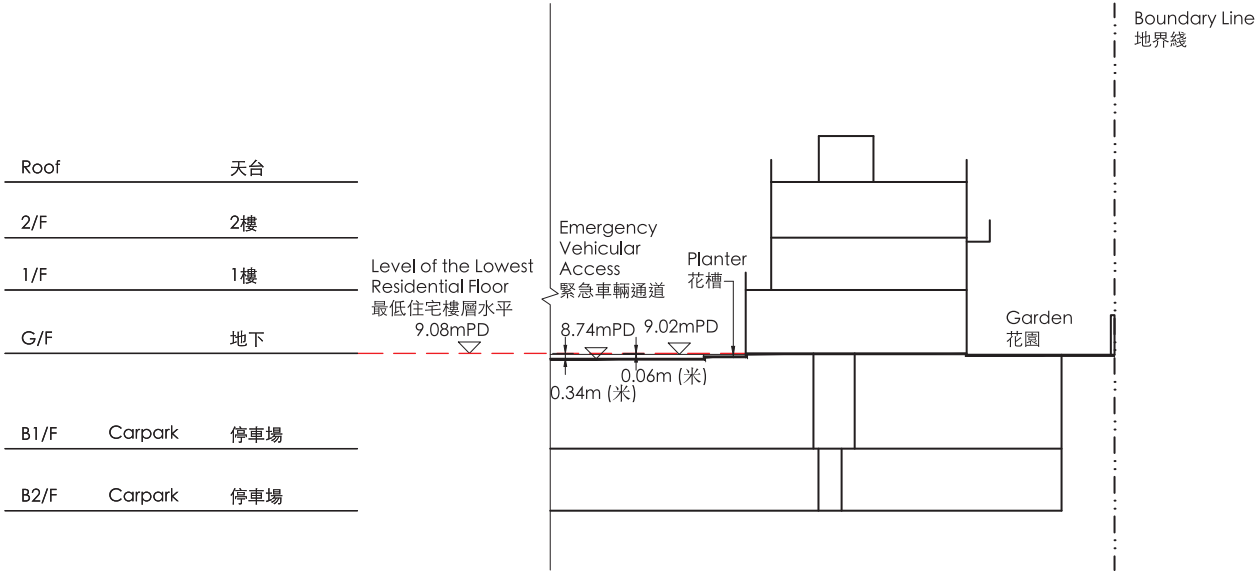 Boundary Line
地界綫
Roof 天台
2/F 2樓
1/F 1樓
G/F 地下
B1/F Carpark 停車場
B2/F Carpark 停車場
Level of the Lowest
Residential Floor
最低住宅樓層水平
9.08mPD
Emergency
Vehicular
Access
緊急車輛通道
8.74mPD
9.02mPD
Planter
花槽
0.06m (米)
0.34m (米)
Garden
花園